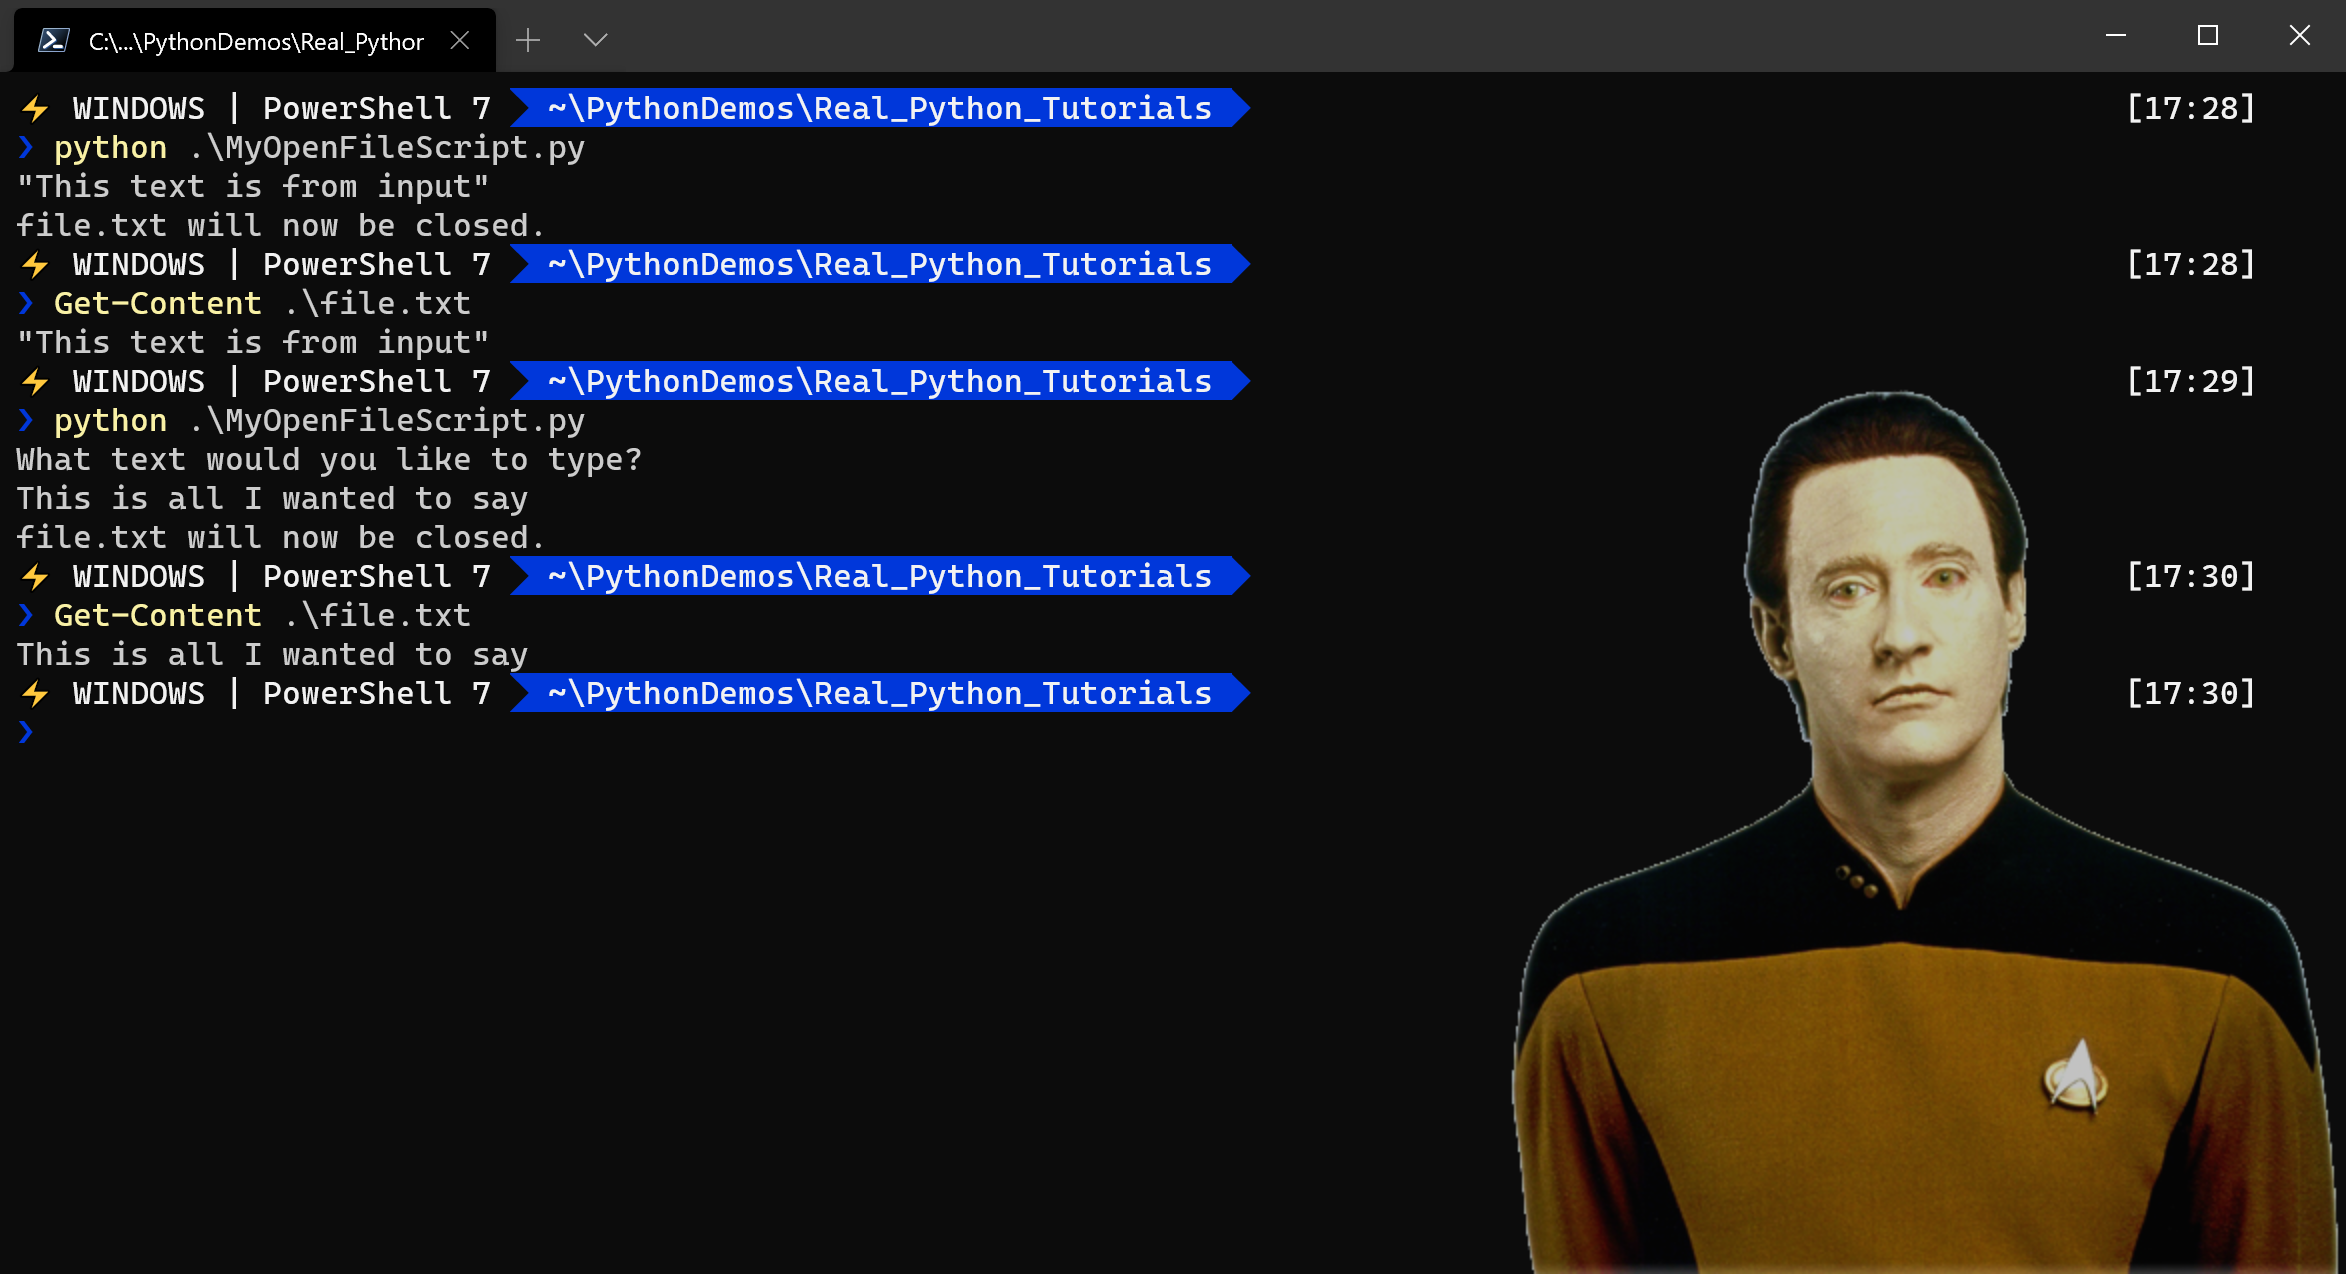 C:\...\PythonDemos\Real_Pythor
⚡ WINDOWS | PowerShell 7 ~\PythonDemos\Real_Python_Tutorials [17:28]
❯ python .\MyOpenFileScript.py
"This text is from input"
file.txt will now be closed.
⚡ WINDOWS | PowerShell 7 ~\PythonDemos\Real_Python_Tutorials [17:28]
❯ Get-Content .\file.txt
"This text is from input"
⚡ WINDOWS | PowerShell 7 ~\PythonDemos\Real_Python_Tutorials [17:29]
❯ python .\MyOpenFileScript.py
What text would you like to type?
This is all I wanted to say
file.txt will now be closed.
⚡ WINDOWS | PowerShell 7 ~\PythonDemos\Real_Python_Tutorials [17:30]
❯ Get-Content .\file.txt
This is all I wanted to say
⚡ WINDOWS | PowerShell 7 ~\PythonDemos\Real_Python_Tutorials [17:30]
❯